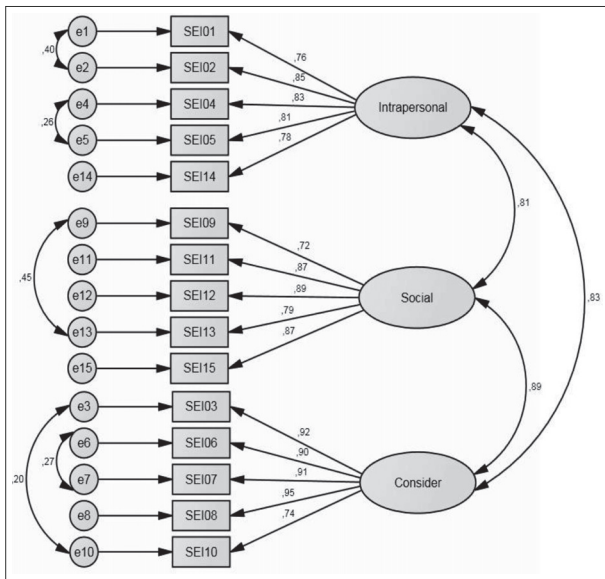 e1 SEI01
,76
,40
e2 SEI02
,85
e4 SEI04
,83
Intrapersonal
,26
e5 SEI05
,81
e14 SEI14
,78
,81
e9 SEI09
,72
e11 SEI11
,87
,45
e12 SEI12
,89
Social
,83
e13 SEI13
,79
e15 SEI15
,87
,89
e3 SEI03
,92
e6 SEI06
,90
,20
,27
e7 SEI07
,91
Consider
e8 SEI08
,95
e10 SEI10
,74